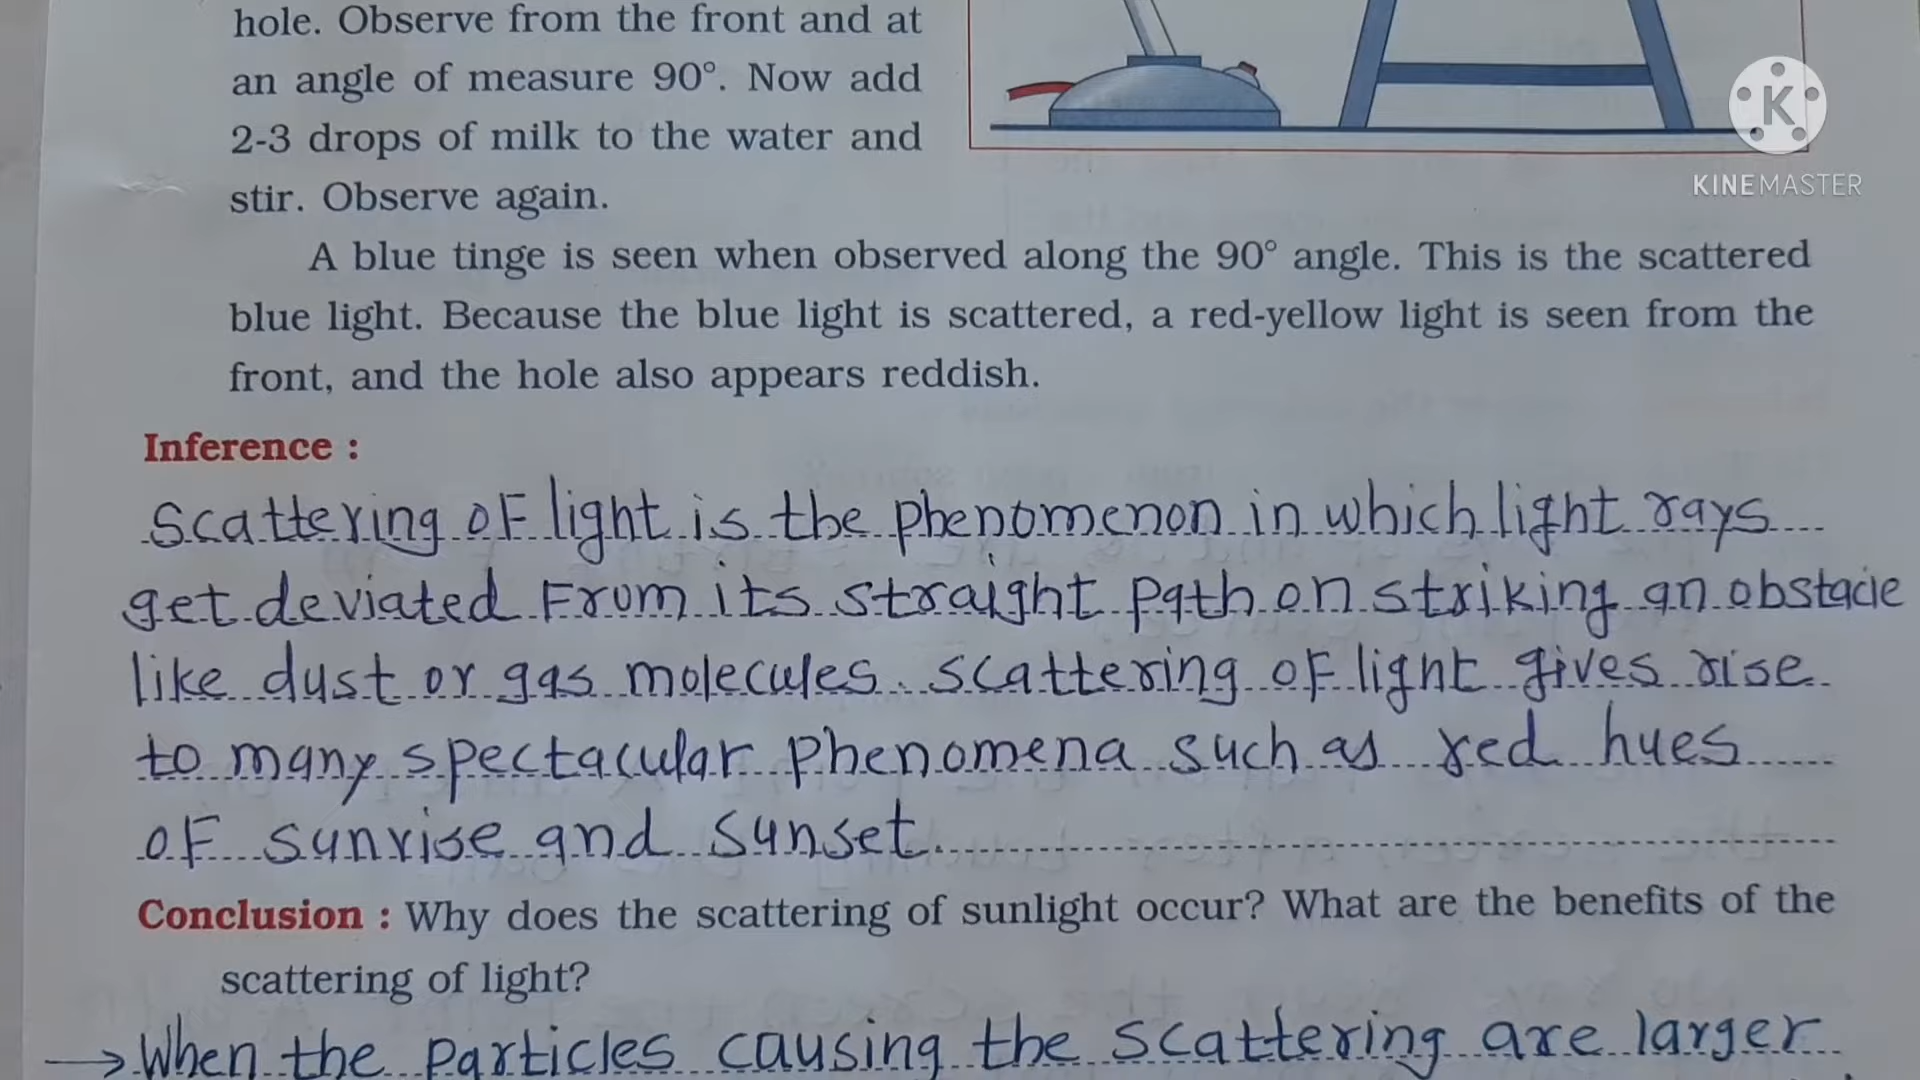 hole. Observe from the front and at
an angle of measure 90°. Now add
2-3 drops of milk to the water and
stir. Observe again.
K
KINEMASTER
A blue tinge is seen when observed along the 90° angle. This is the scattered
blue light. Because the blue light is scattered, a red-yellow light is seen from the
front, and the hole also appears reddish.
Inference :
Scattering of light is the phenomenon in which light rays
get deviated From its straight path on striking an obstacle
like dust or gas molecules. scattering of light gives rise
to many spectacular phenomena such as red hues
of sunrise and sunset.
Conclusion : Why does the scattering of sunlight occur? What are the benefits of the
scattering of light?
→ When the particles causing the scattering are larger